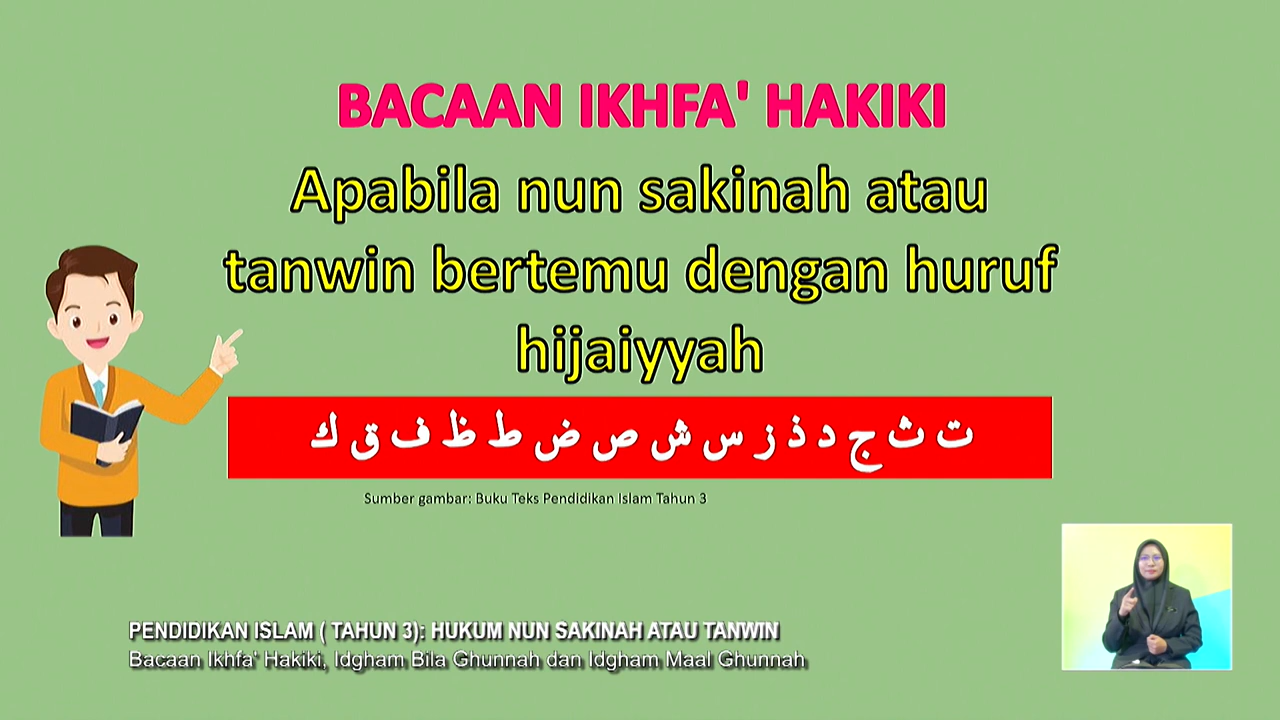 BACAAN IKHFA' HAKIKI
Apabila nun sakinah atau
tanwin bertemu dengan huruf
hijaiyyah
ت ث ج د ذ ز س ش ص ض ط ظ ف ق ك
Sumber gambar: Buku Teks Pendidikan Islam Tahun 3
PENDIDIKAN ISLAM ( TAHUN 3): HUKUM NUN SAKINAH ATAU TANWIN
Bacaan Ikhfa' Hakiki, Idgham Bila Ghunnah dan Idgham Maal Ghunnah